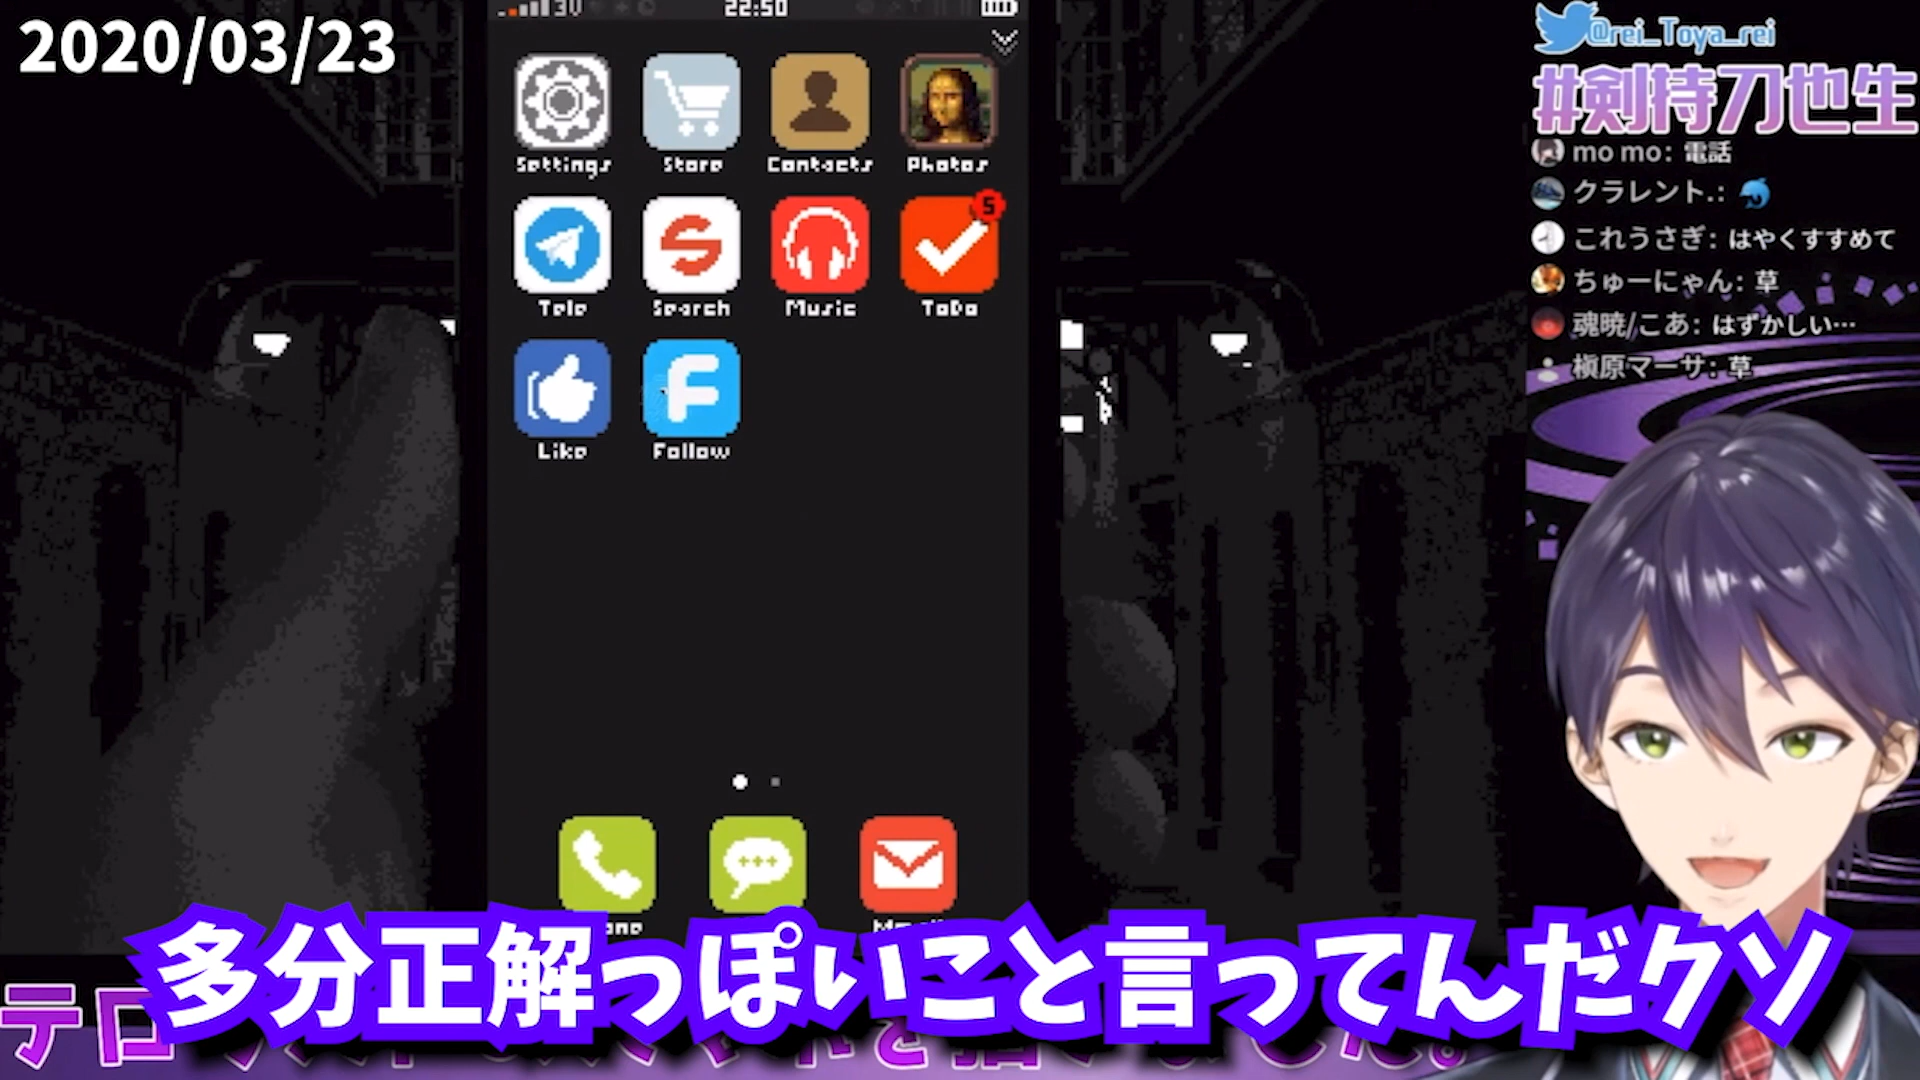 2020/03/23
22:50
Settings
Store
Contacts
Photos
Tele
Search
Music
ToDo
5
Like
Follow
@rei_Toya_rei
#剣持刀也生
mo mo: 電話
クラレント.:
これうさぎ: はやくすすめて
ちゅーにゃん: 草
魂暁/こあ: はずかしい…
槇原マーサ: 草
多分正解っぽいこと言ってんだクソ
テロ